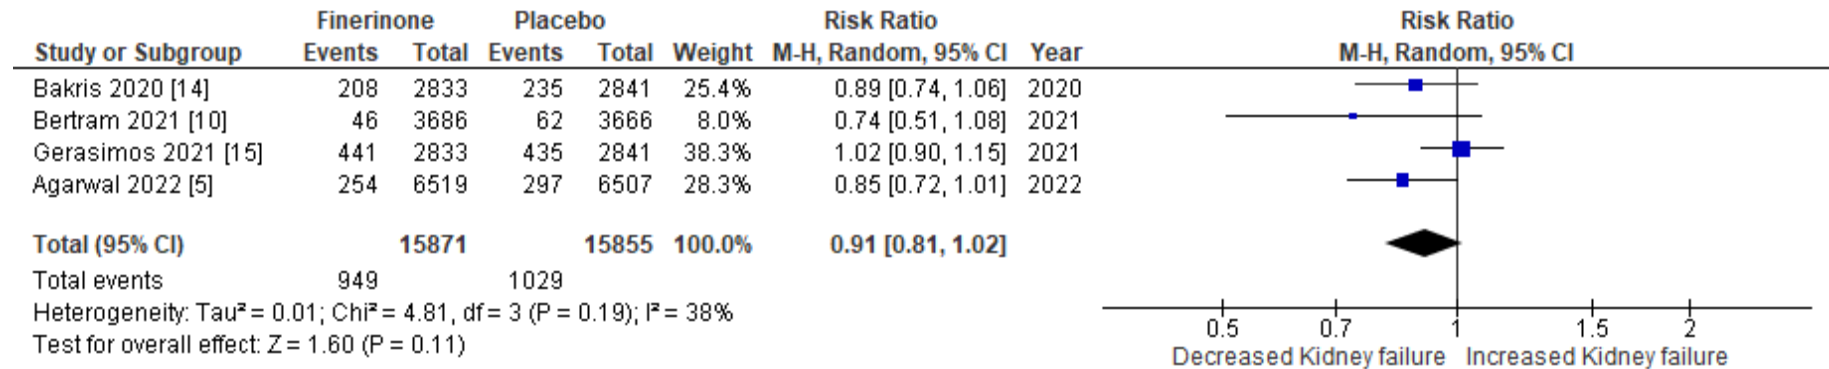 Finerinone Placebo Risk Ratio Risk Ratio
Study or Subgroup Events Total Events Total Weight M-H, Random, 95% CI Year M-H, Random, 95% CI
Bakris 2020 [14] 208 2833 235 2841 25.4% 0.89 [0.74, 1.06] 2020
Bertram 2021 [10] 46 3686 62 3666 8.0% 0.74 [0.51, 1.08] 2021
Gerasimos 2021 [15] 441 2833 435 2841 38.3% 1.02 [0.90, 1.15] 2021
Agarwal 2022 [5] 254 6519 297 6507 28.3% 0.85 [0.72, 1.01] 2022
Total (95% CI) 15871 15855 100.0% 0.91 [0.81, 1.02]
Total events 949 1029
Heterogeneity: Tau² = 0.01; Chi² = 4.81, df = 3 (P = 0.19); I² = 38%
Test for overall effect: Z = 1.60 (P = 0.11)
0.5 0.7 1 1.5 2
Decreased Kidney failure Increased Kidney failure